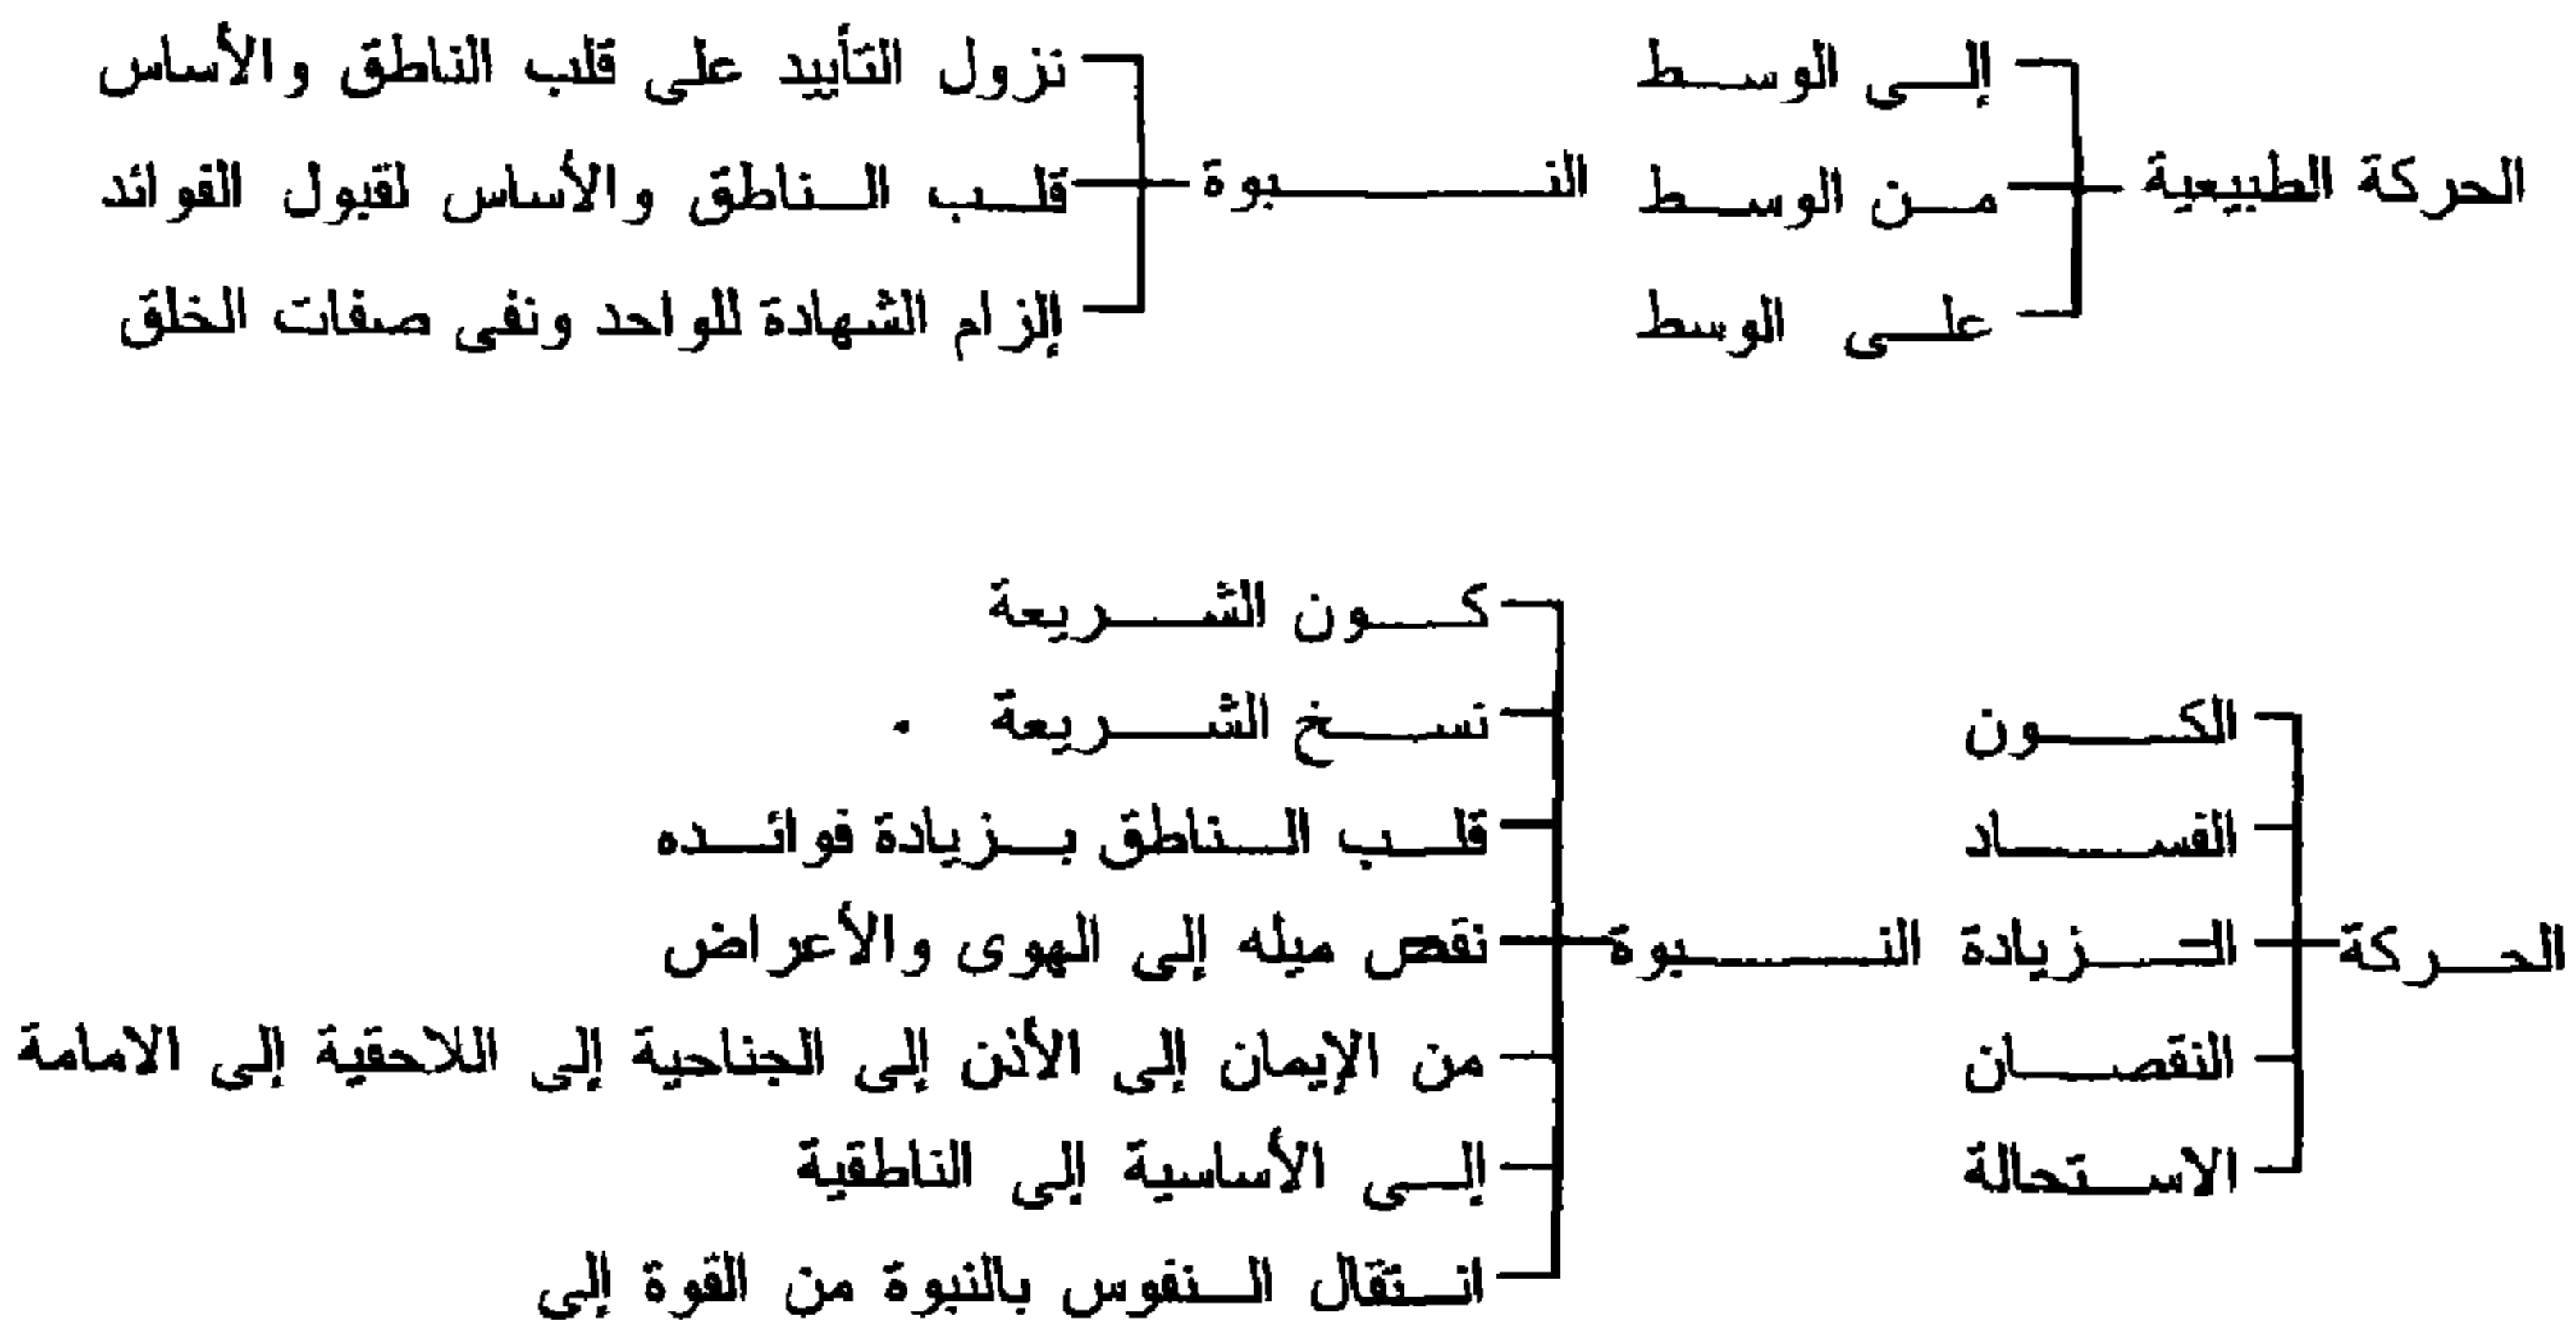 إلى الوسط نزول التأييد على قلب الناطق والأساس
الحركة الطبيعية من الوسط النبوة قلب الناطق والأساس لقبول الفوائد
على الوسط إلزام الشهادة للواحد ونفى صفات الخلق
كون الشريعة
الكون نسخ الشريعة .
الفساد قلب الناطق بزيادة فوائده
الحركة الزيادة النبوة نقص ميله إلى الهوى والأعراض
النقصان من الإيمان إلى الأذن إلى الجناحية إلى اللاحقية إلى الامامة
الاستحالة إلى الأساسية إلى الناطقية
انتقال النفوس بالنبوة من القوة إلى